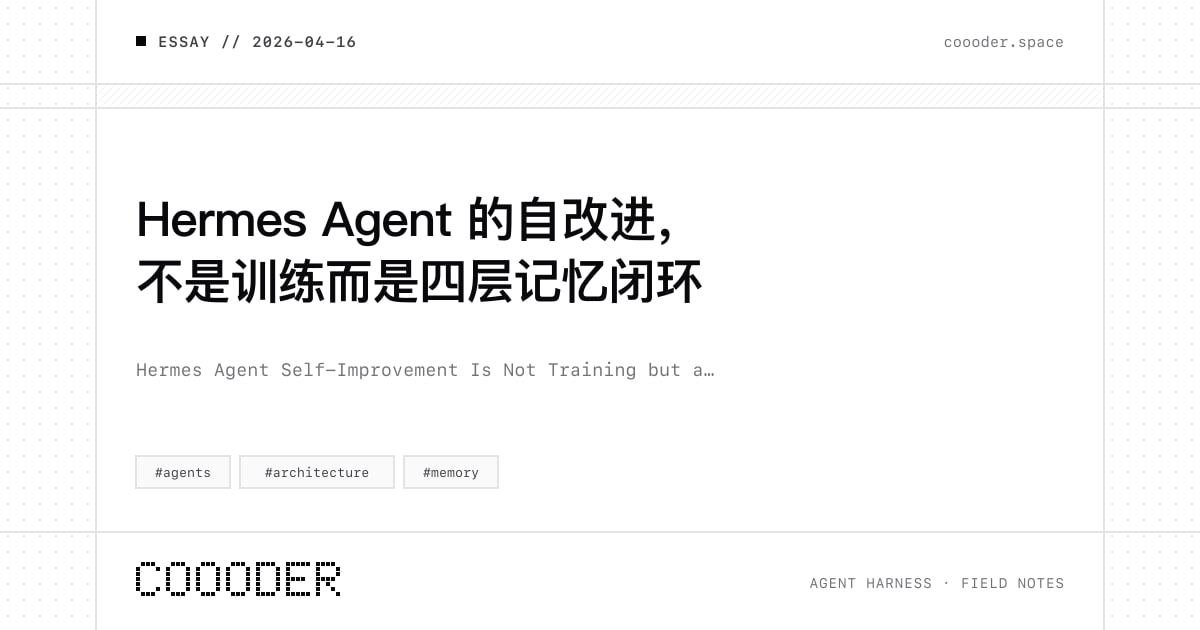 ESSAY // 2026-04-16
coooder.space
Hermes Agent 的自改进，
不是训练而是四层记忆闭环
Hermes Agent Self-Improvement Is Not Training but a…
#agents
#architecture
#memory
COOODER
AGENT HARNESS · FIELD NOTES